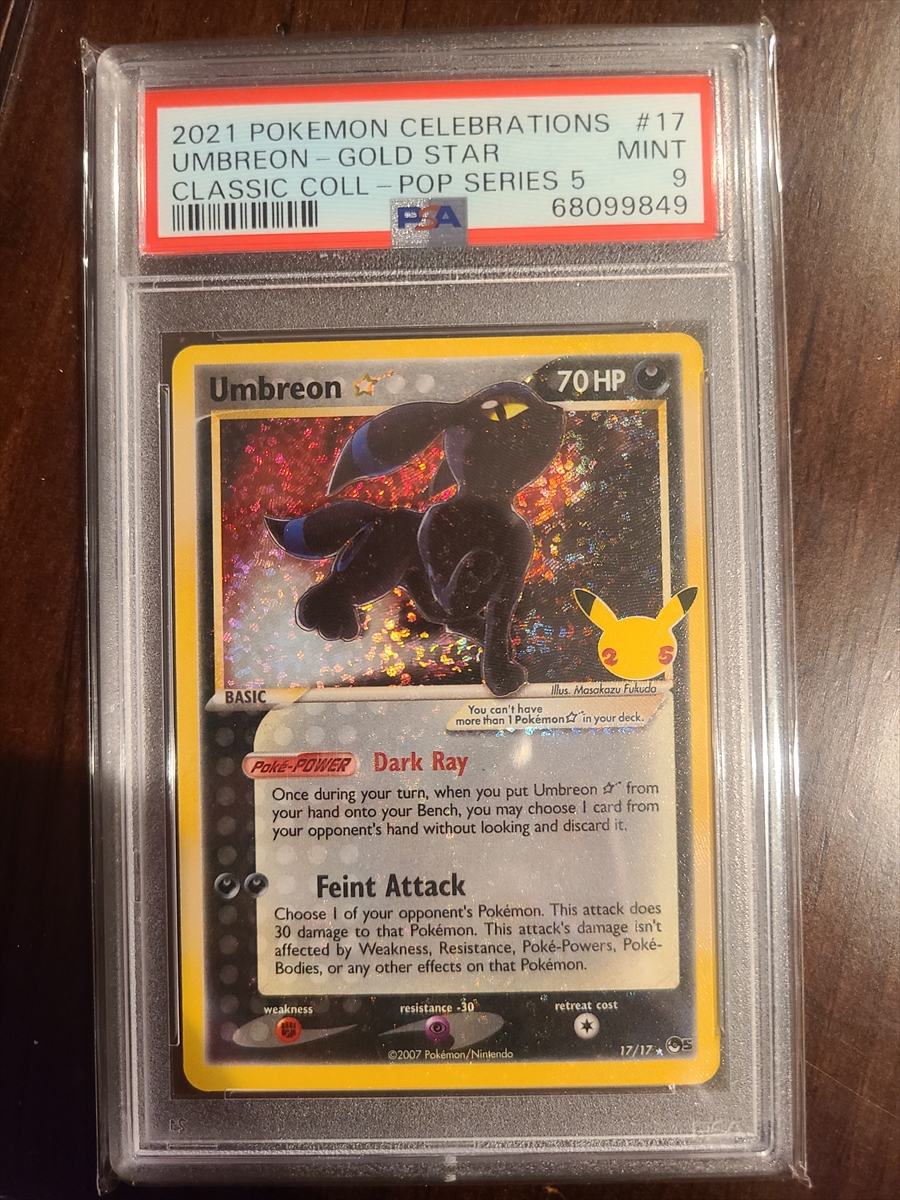 2021 POKEMON CELEBRATIONS #17
UMBREON - GOLD STAR MINT
CLASSIC COLL - POP SERIES 5 9
68099849
PSA
Umbreon ☆ 70 HP
2 5
BASIC
Illus. Masakazu Fukuda
You can't have
more than 1 Pokémon☆ in your deck.
Poké-POWER Dark Ray
Once during your turn, when you put Umbreon ☆ from
your hand onto your Bench, you may choose 1 card from
your opponent's hand without looking and discard it.
Feint Attack
Choose 1 of your opponent's Pokémon. This attack does
30 damage to that Pokémon. This attack's damage isn't
affected by Weakness, Resistance, Poké-Powers, Poké-
Bodies, or any other effects on that Pokémon.
weakness resistance -30 retreat cost
©2007 Pokémon/Nintendo
17/17 ★ 5